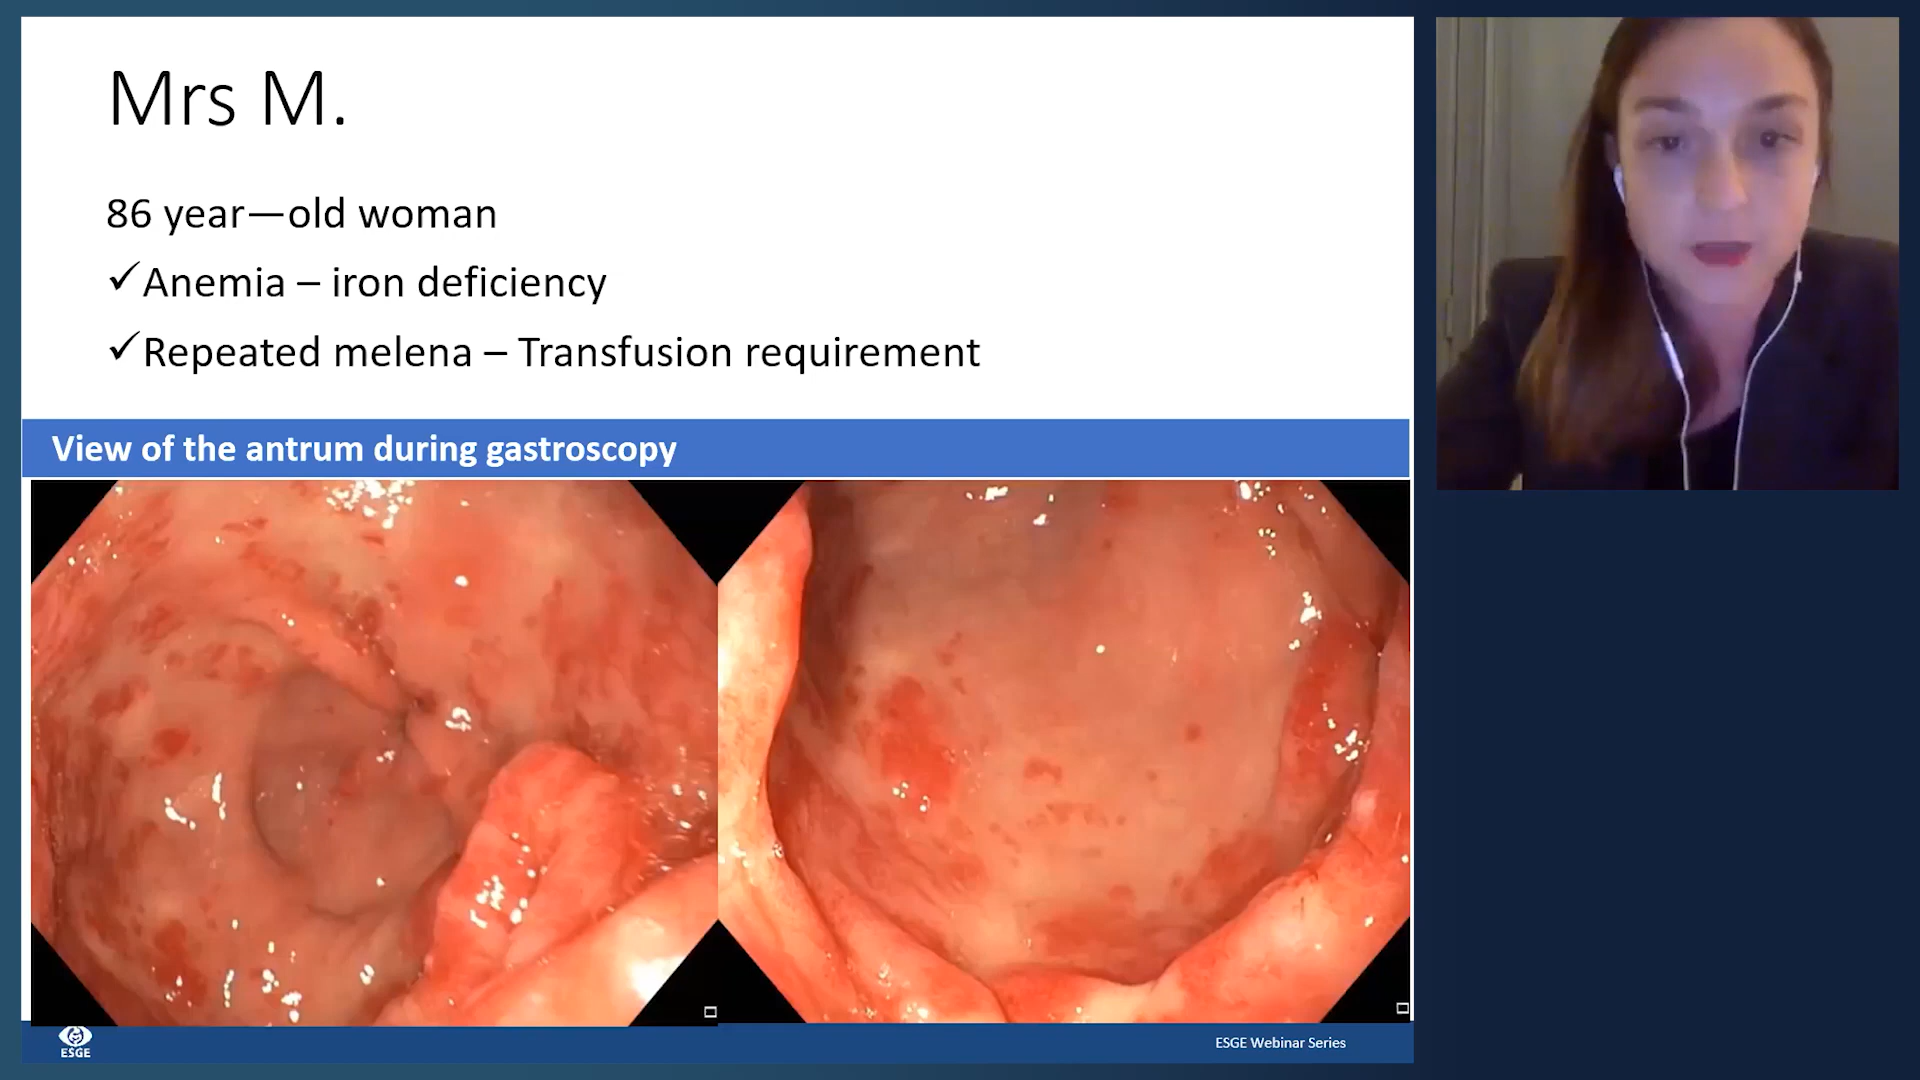 Mrs M.
86 year—old woman
✓Anemia – iron deficiency
✓Repeated melena – Transfusion requirement
View of the antrum during gastroscopy
ESGE
ESGE Webinar Series